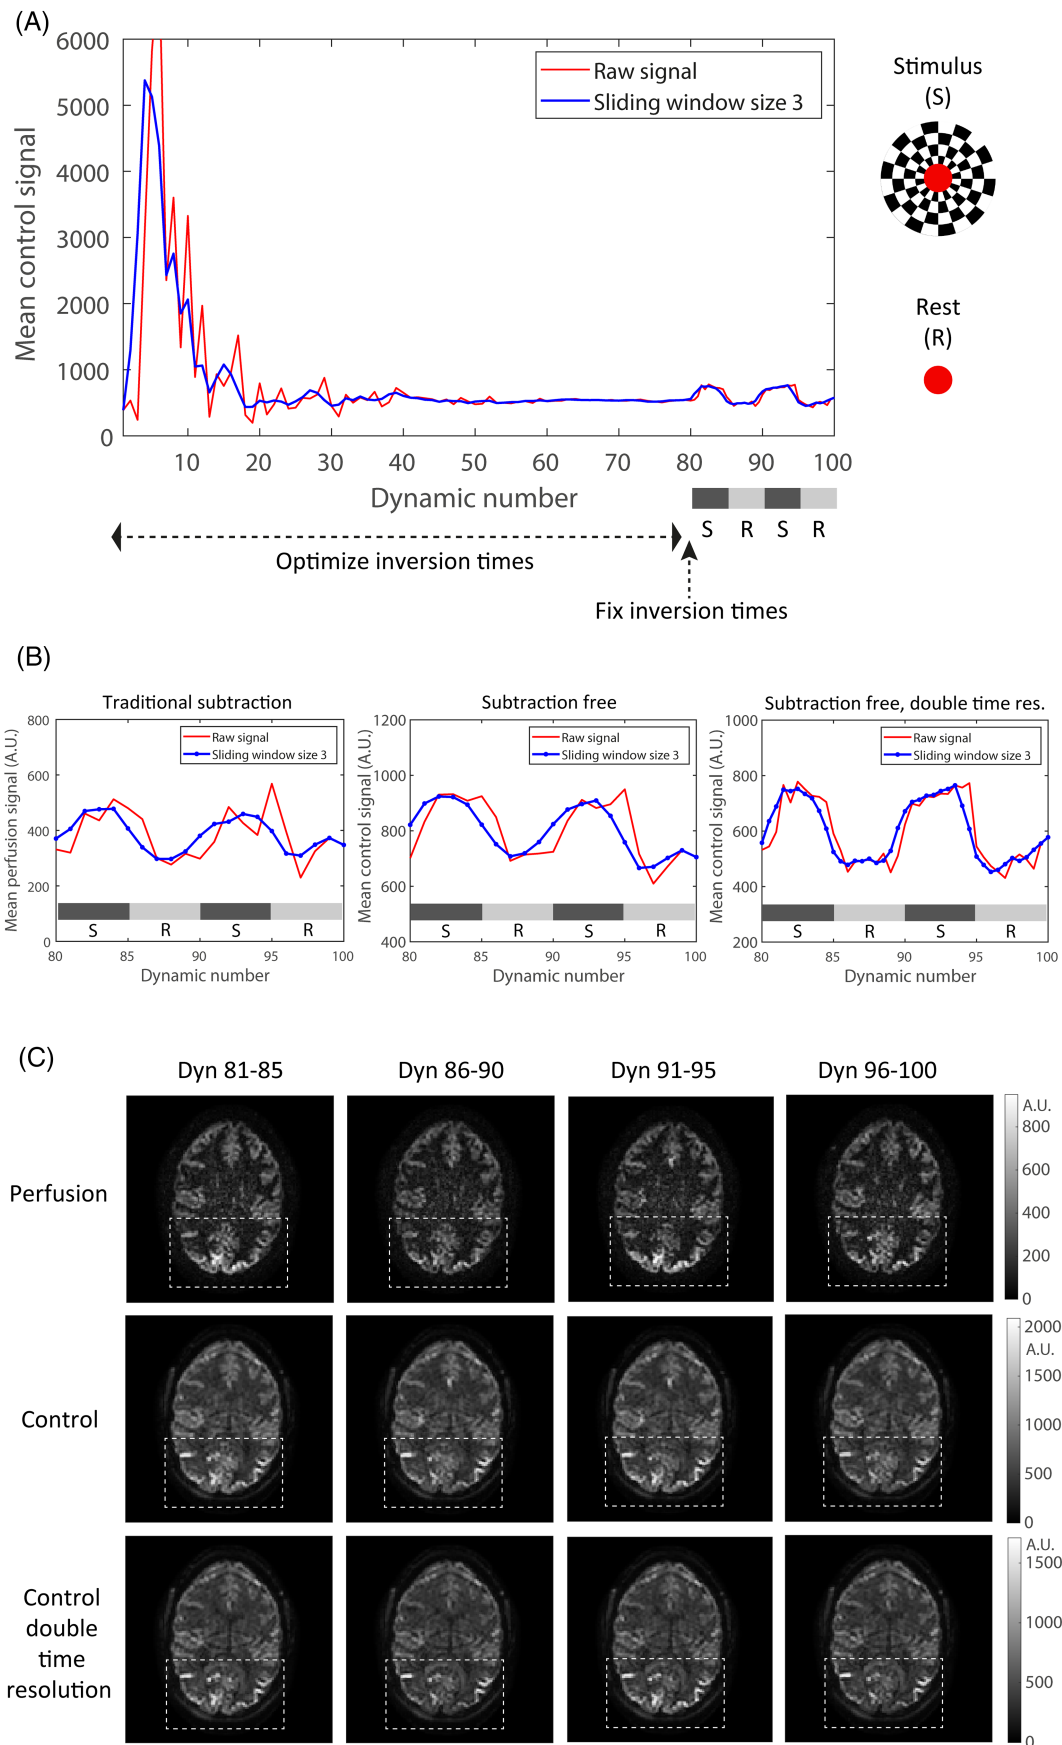 (A)
6000
5000
4000
3000
2000
1000
0
Mean control signal
Raw signal
Sliding window size 3
10 20 30 40 50 60 70 80 90 100
Dynamic number
S R S R
Optimize inversion times
Fix inversion times
Stimulus
(S)
Rest
(R)
(B)
Traditional subtraction
800
600
400
200
0
Mean perfusion signal (A.U.)
Raw signal
Sliding window size 3
S R S R
80 85 90 95 100
Dynamic number
Subtraction free
1200
1000
800
600
400
Mean control signal (A.U.)
Raw signal
Sliding window size 3
S R S R
80 85 90 95 100
Dynamic number
Subtraction free, double time res.
1000
800
600
400
200
Mean control signal (A.U.)
Raw signal
Sliding window size 3
S R S R
80 85 90 95 100
Dynamic number
(C)
Dyn 81-85 Dyn 86-90 Dyn 91-95 Dyn 96-100
Perfusion
A.U.
800
600
400
200
0
Control
2000
A.U.
1500
1000
500
0
Control
double
time
resolution
A.U.
1500
1000
500
0